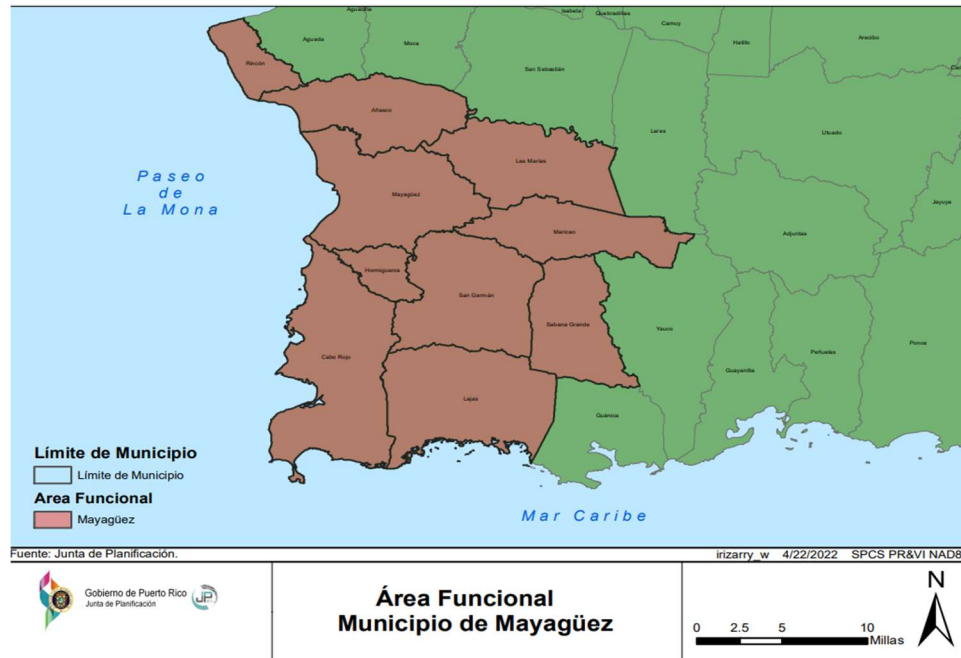 Aguadilla
Isabela
Quebradillas
Camuy
Hatillo
Arecibo
Aguada
Moca
San Sebastián
Rincón
Añasco
Lares
Utuado
Las Marías
Mayagüez
Jayuya
Maricao
Adjuntas
Hormigueros
San Germán
Sabana Grande
Yauco
Cabo Rojo
Guayanilla
Peñuelas
Ponce
Lajas
Guánica
Paseo
de
La Mona
Mar Caribe
Límite de Municipio
Límite de Municipio
Area Funcional
Mayagüez
Fuente: Junta de Planificación.
irizarry_w 4/22/2022 SPCS PR&VI NAD8
Gobierno de Puerto Rico
Junta de Planificación
JP
Área Funcional
Municipio de Mayagüez
N
0 2.5 5 10
Millas